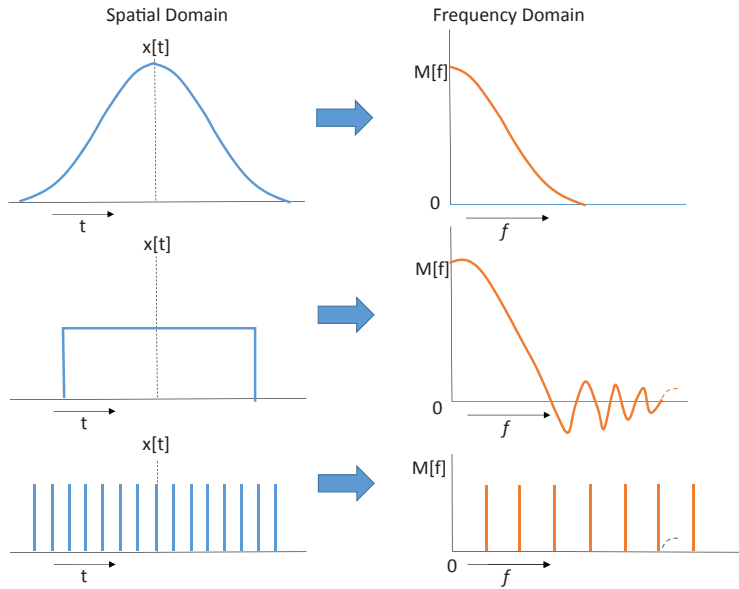 Spatial Domain
Frequency Domain
x[t]
M[f]
0
t
f
x[t]
M[f]
0
t
f
x[t]
M[f]
0
t
f